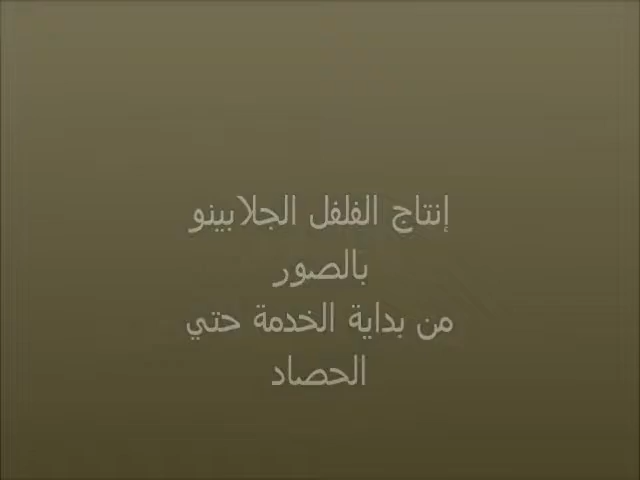 إنتاج الفلفل الجلابينو
بالصور
من بداية الخدمة حتي
الحصاد